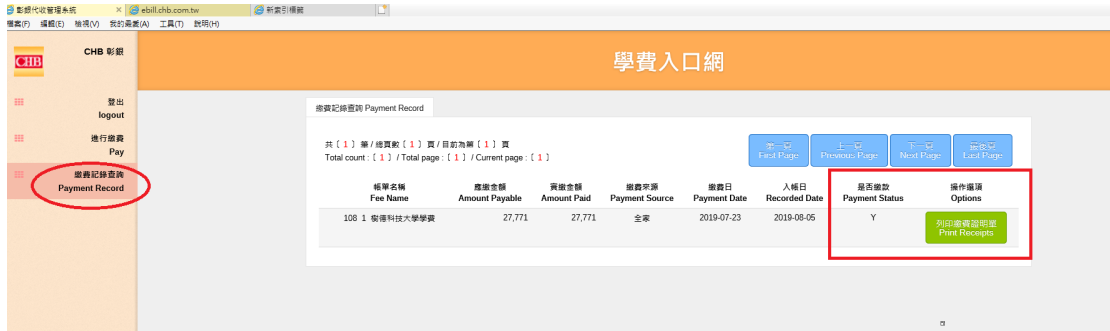 彰銀代收管理系統 × ebill.chb.com.tw 新索引標籤
檔案(F) 編輯(E) 檢視(V) 我的最愛(A) 工具(T) 說明(H)
CHB
CHB 彰銀
學費入口網
登出
logout
進行繳費
Pay
繳費記錄查詢
Payment Record
繳費記錄查詢 Payment Record
共〔 1 〕 筆 / 總頁數〔 1 〕 頁 / 目前為第〔 1 〕 頁
Total count :〔 1 〕 / Total page :〔 1 〕 / Current page :〔 1 〕
第一頁 上一頁 下一頁 最後頁
First Page Previous Page Next Page Last Page
帳單名稱 應繳金額 實繳金額 繳費來源 繳費日 入帳日 是否繳款 操作選項
Fee Name Amount Payable Amount Paid Payment Source Payment Date Recorded Date Payment Status Options
108 1 樹德科技大學學費 27,771 27,771 全家 2019-07-23 2019-08-05 Y
列印繳費證明單
Print Receipts